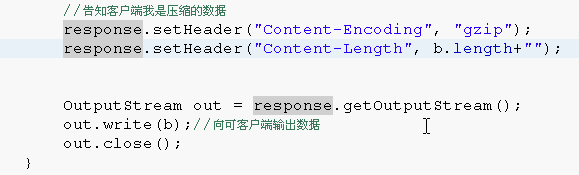 //告知客户端我是压缩的数据
response.setHeader("Content-Encoding", "gzip");
response.setHeader("Content-Length", b.length+"");
OutputStream out = response.getOutputStream();
out.write(b);//向可客户端输出数据
out.close();
}